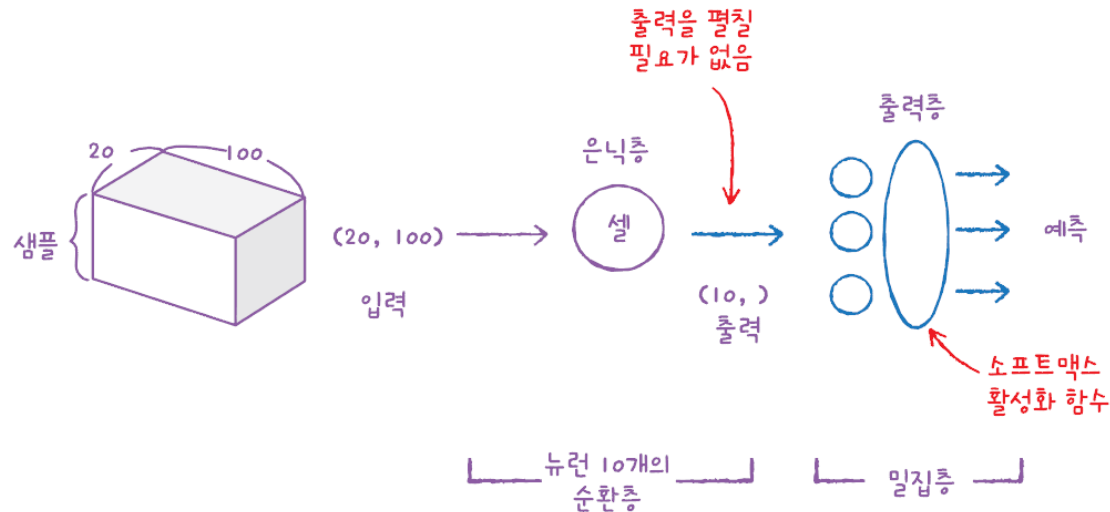 출력을 펼칠
필요가 없음
출력층
은닉층
20
100
샘플
(20, 100)
입력
셀
(10, )
출력
예측
소프트맥스
활성화 함수
뉴런 10개의
순환층
밀집층